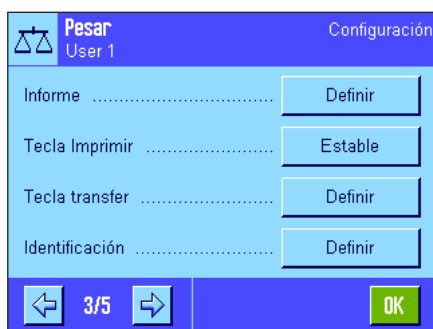 Pesar
Configuración
User 1
Informe .................................. Definir
Tecla Imprimir ........................ Estable
Tecla transfer ......................... Definir
Identificación .......................... Definir
3/5
OK